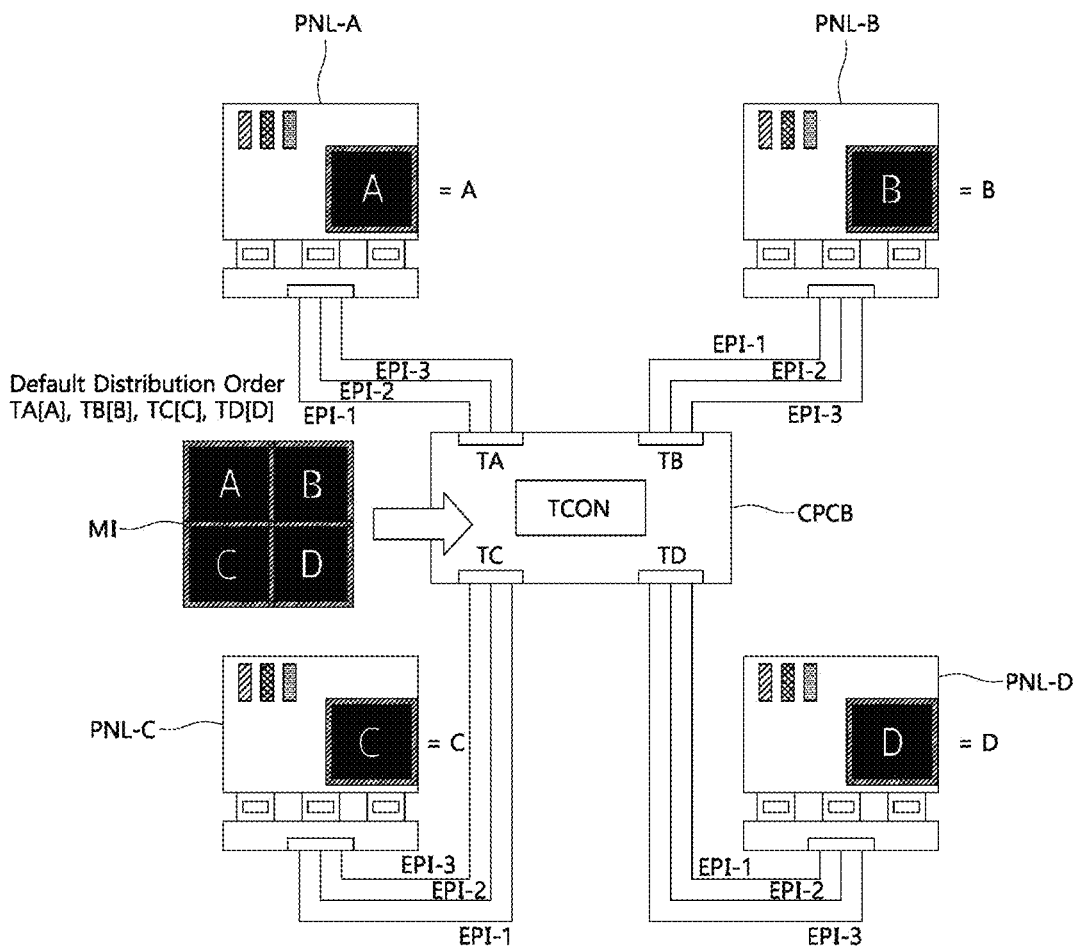 PNL-A
PNL-B
A
= A
B
= B
EPI-3
EPI-2
EPI-1
EPI-1
EPI-2
EPI-3
Default Distribution Order
TA[A], TB[B], TC[C], TD[D]
A
B
C
D
MI
TA
TB
TCON
TC
TD
CPCB
PNL-C
C
= C
D
= D
PNL-D
EPI-3
EPI-2
EPI-1
EPI-1
EPI-2
EPI-3